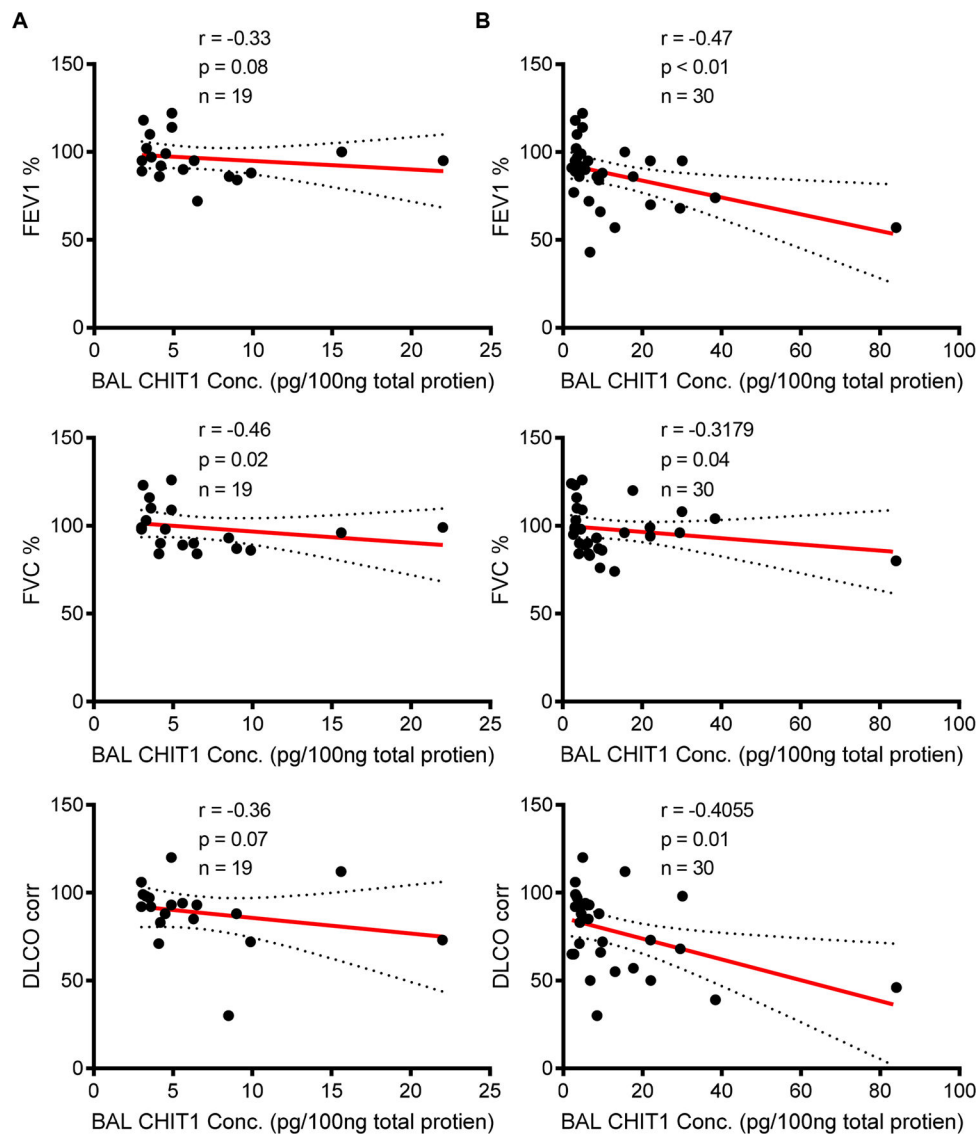 A
r = -0.33
p = 0.08
n = 19
150
100
50
0
FEV1 %
0 5 10 15 20 25
BAL CHIT1 Conc. (pg/100ng total protien)
B
r = -0.47
p < 0.01
n = 30
150
100
50
0
FEV1 %
0 20 40 60 80 100
BAL CHIT1 Conc. (pg/100ng total protien)
r = -0.46
p = 0.02
n = 19
150
100
50
0
FVC %
0 5 10 15 20 25
BAL CHIT1 Conc. (pg/100ng total protien)
r = -0.3179
p = 0.04
n = 30
150
100
50
0
FVC %
0 20 40 60 80 100
BAL CHIT1 Conc. (pg/100ng total protien)
r = -0.36
p = 0.07
n = 19
150
100
50
0
DLCO corr
0 5 10 15 20 25
BAL CHIT1 Conc. (pg/100ng total protien)
r = -0.4055
p = 0.01
n = 30
150
100
50
0
DLCO corr
0 20 40 60 80 100
BAL CHIT1 Conc. (pg/100ng total protien)